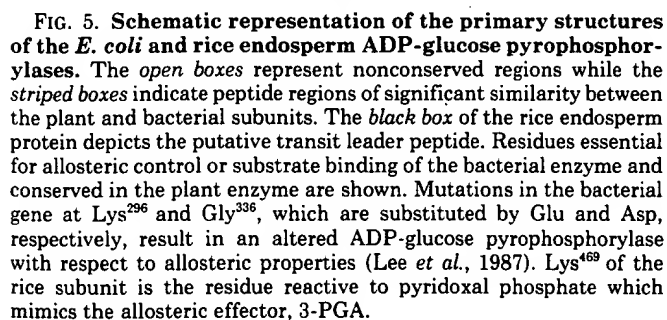 FIG. 5. Schematic representation of the primary structures
of the E. coli and rice endosperm ADP-glucose pyrophosphor-
ylases. The open boxes represent nonconserved regions while the
striped boxes indicate peptide regions of significant similarity between
the plant and bacterial subunits. The black box of the rice endosperm
protein depicts the putative transit leader peptide. Residues essential
for allosteric control or substrate binding of the bacterial enzyme and
conserved in the plant enzyme are shown. Mutations in the bacterial
gene at Lys²⁹⁶ and Gly³³⁶, which are substituted by Glu and Asp,
respectively, result in an altered ADP-glucose pyrophosphorylase
with respect to allosteric properties (Lee et al., 1987). Lys⁴⁶⁹ of the
rice subunit is the residue reactive to pyridoxal phosphate which
mimics the allosteric effector, 3-PGA.